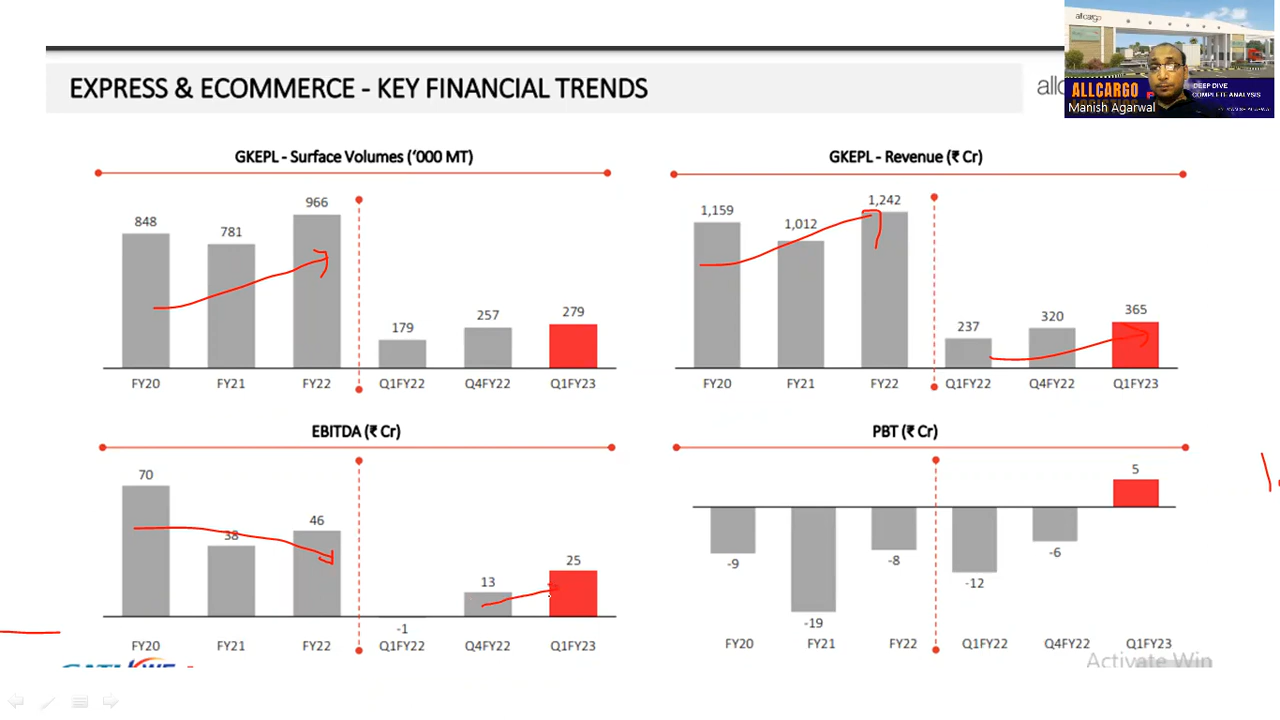 EXPRESS & ECOMMERCE - KEY FINANCIAL TRENDS
allcargo
ALLCARGO
DEEP DIVE
COMPLETE ANALYSIS
LOGISTICS
Manish Agarwal
GKEPL - Surface Volumes ('000 MT)
848
781
966
179
257
279
FY20
FY21
FY22
Q1FY22
Q4FY22
Q1FY23
GKEPL - Revenue (₹ Cr)
1,159
1,012
1,242
237
320
365
FY20
FY21
FY22
Q1FY22
Q4FY22
Q1FY23
EBITDA (₹ Cr)
70
38
46
-1
13
25
FY20
FY21
FY22
Q1FY22
Q4FY22
Q1FY23
PBT (₹ Cr)
-9
-19
-8
-12
-6
5
FY20
FY21
FY22
Q1FY22
Q4FY22
Q1FY23
Activate Win